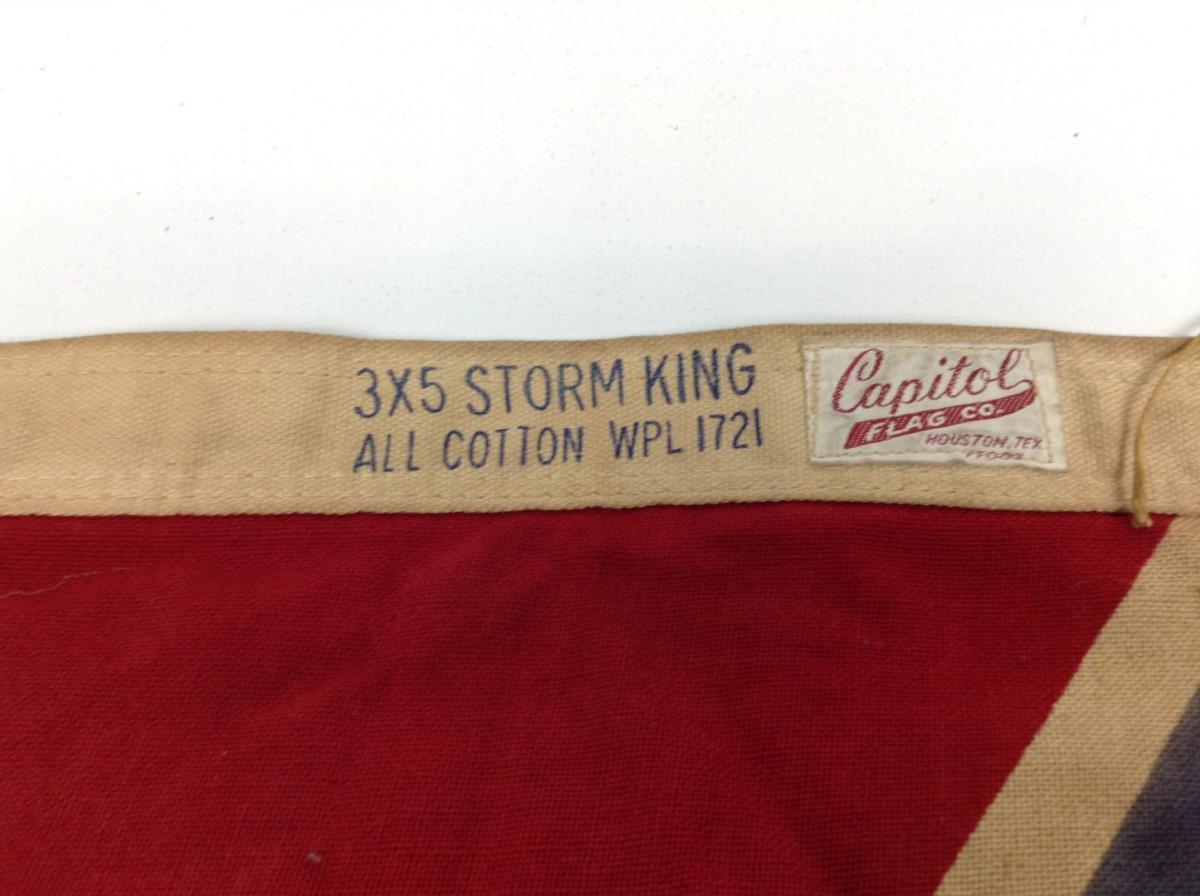 3X5 STORM KING
ALL COTTON WPL 1721
Capitol
FLAG CO.
HOUSTON, TEX